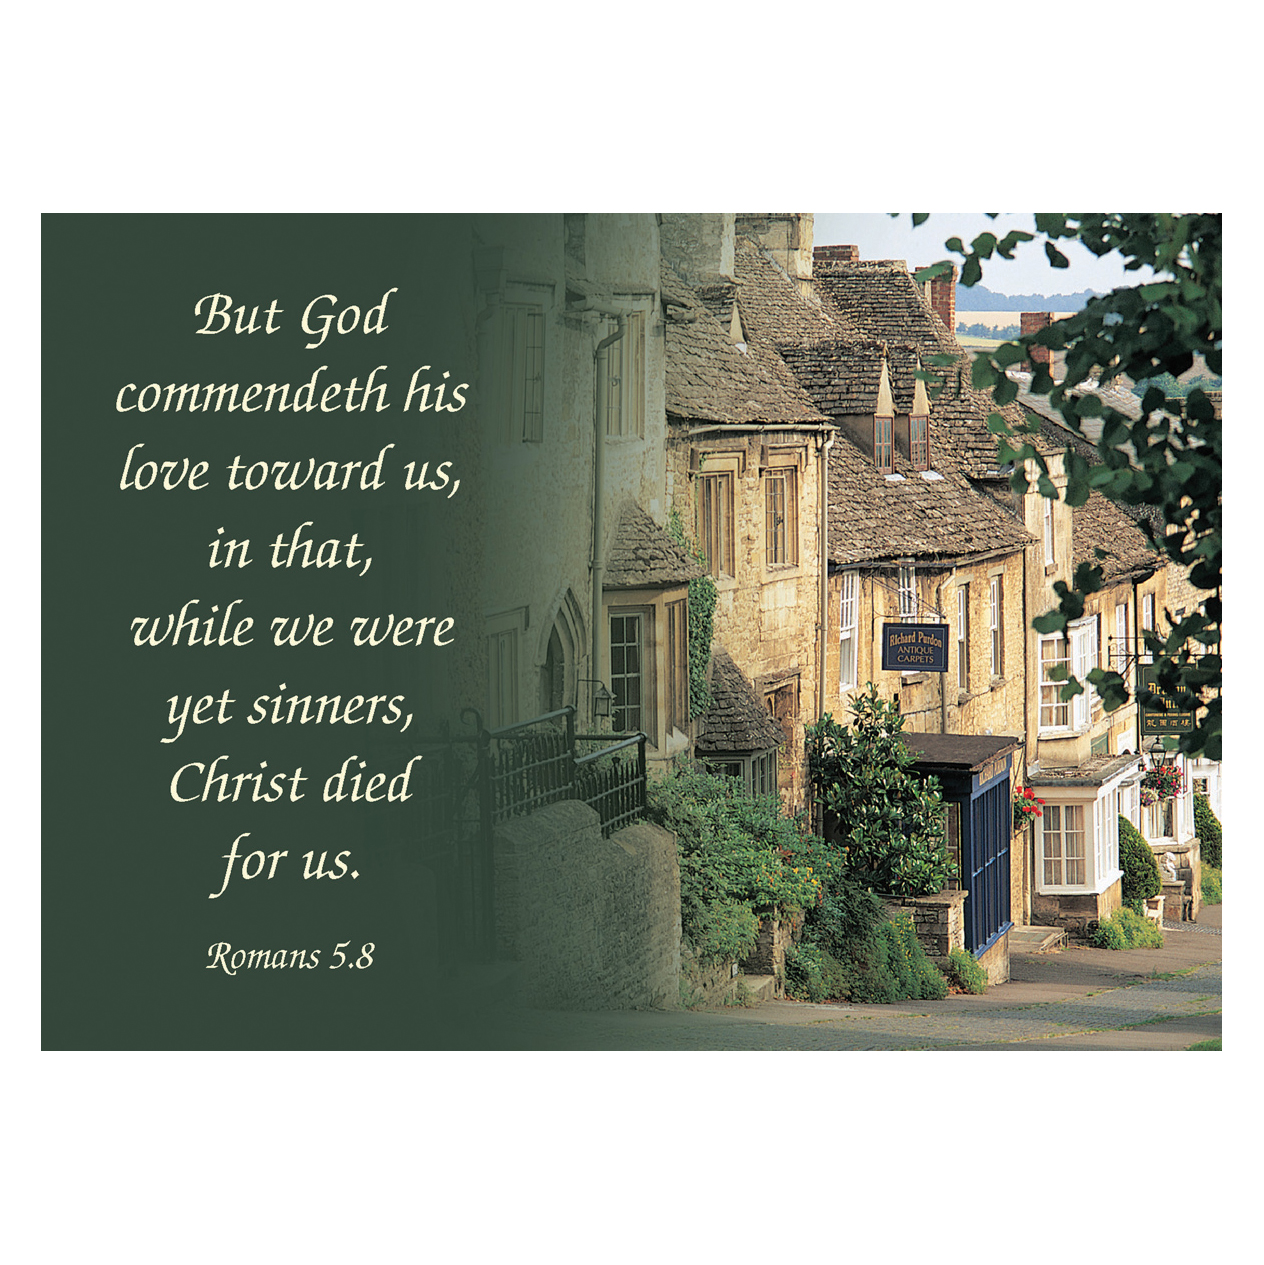 But God
commendeth his
love toward us,
in that,
while we were
yet sinners,
Christ died
for us.
Romans 5.8
Richard Purdon
ANTIQUE
CARPETS